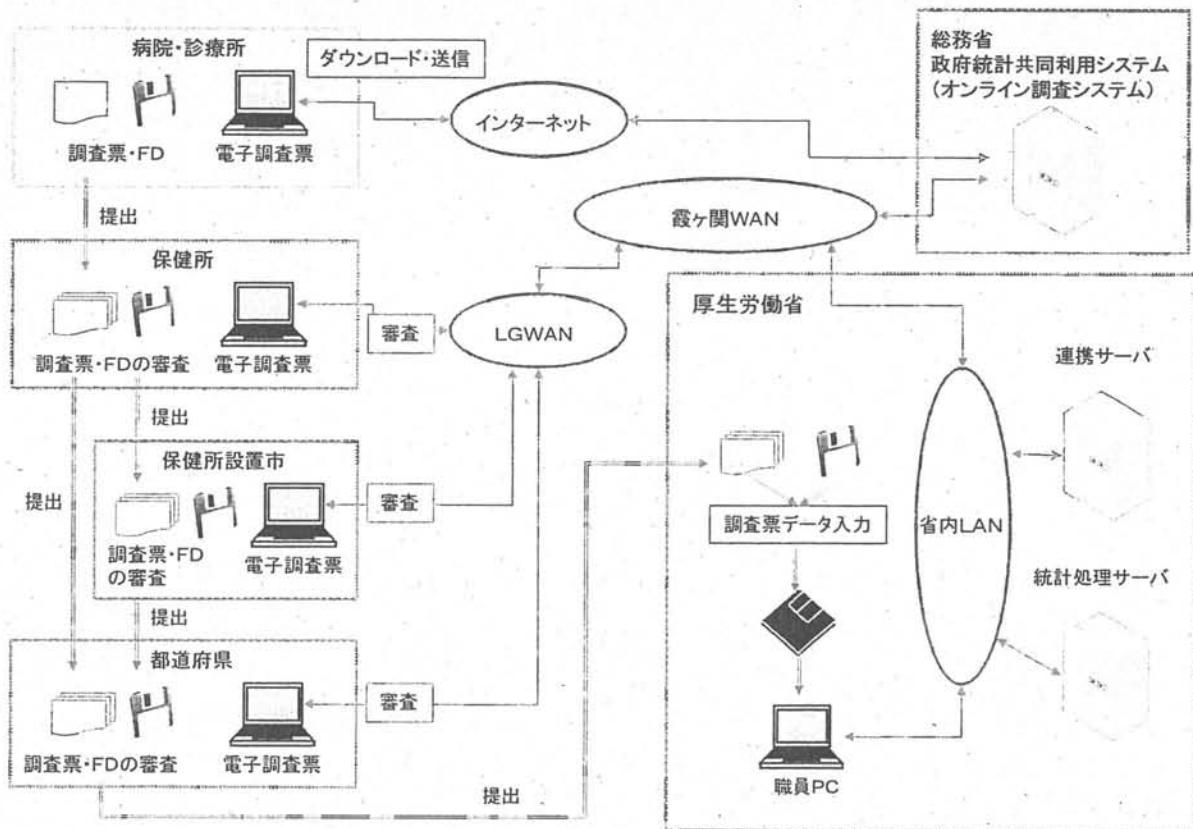 病院・診療所
ダウンロード・送信
調査票・FD
電子調査票
インターネット
総務省
政府統計共同利用システム
(オンライン調査システム)
提出
霞ヶ関WAN
保健所
調査票・FDの審査
電子調査票
審査
LGWAN
厚生労働省
連携サーバ
提出
提出
保健所設置市
調査票・FD
の審査
電子調査票
審査
調査票データ入力
省内LAN
統計処理サーバ
提出
都道府県
調査票・FDの審査
電子調査票
審査
職員PC
提出